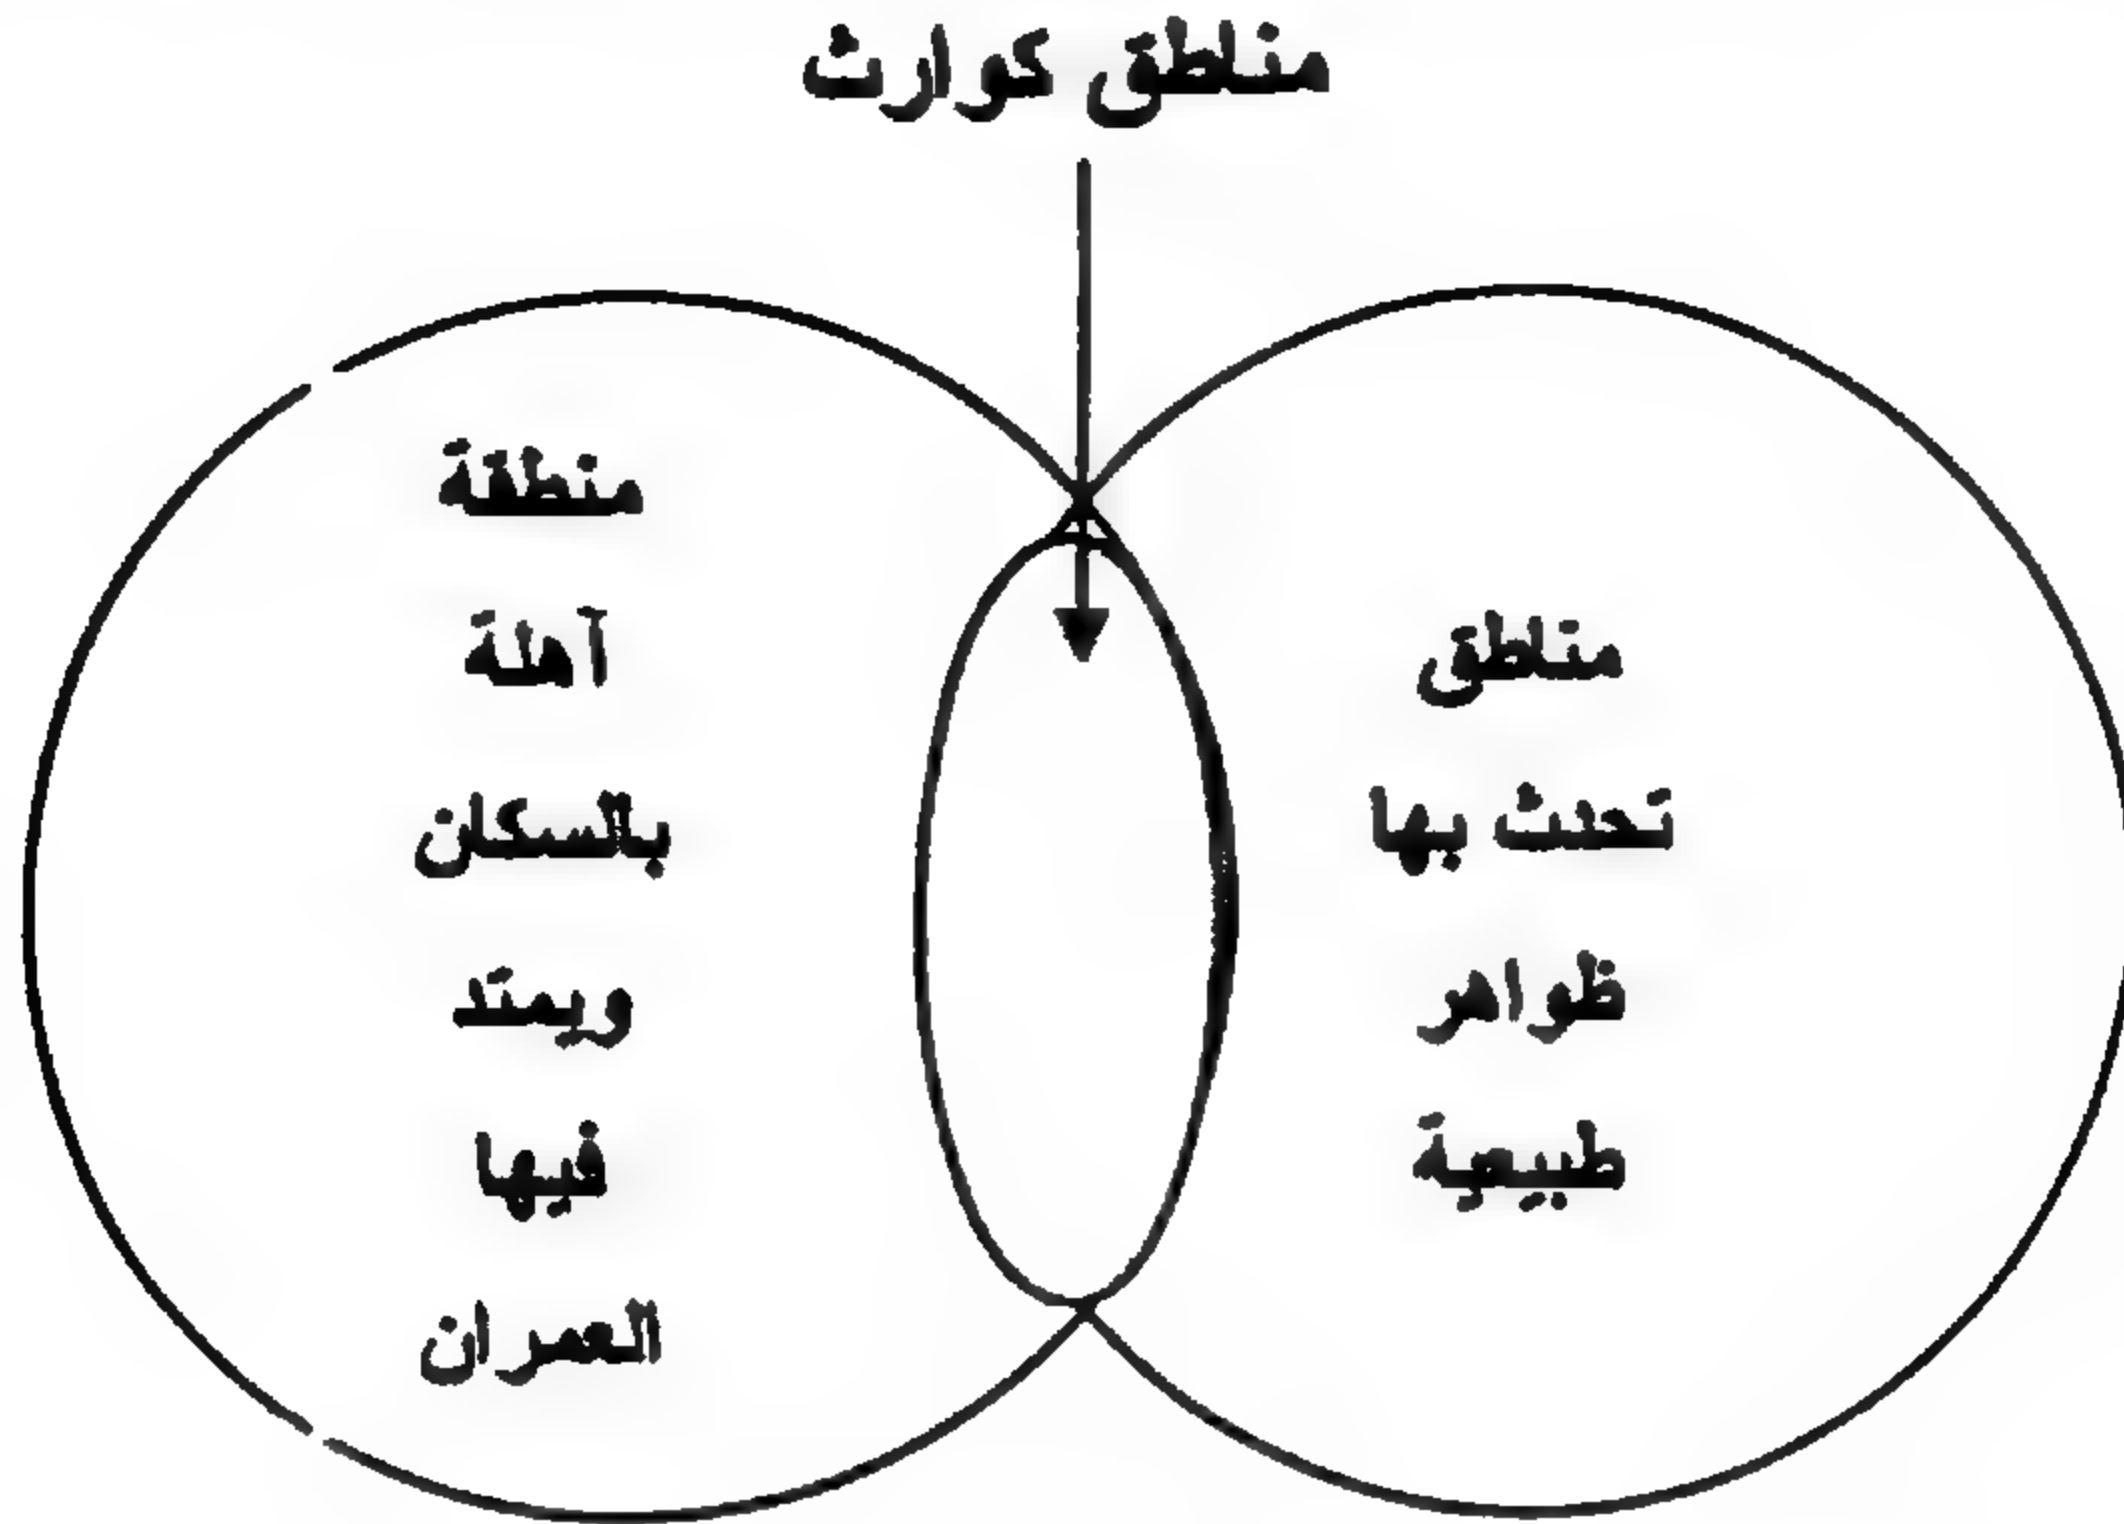 مناطق كوارث
مناطق
تحدث بها
ظواهر
طبيعية
منطقة
آهلة
بالسكان
ويمتد
فيها
العمران